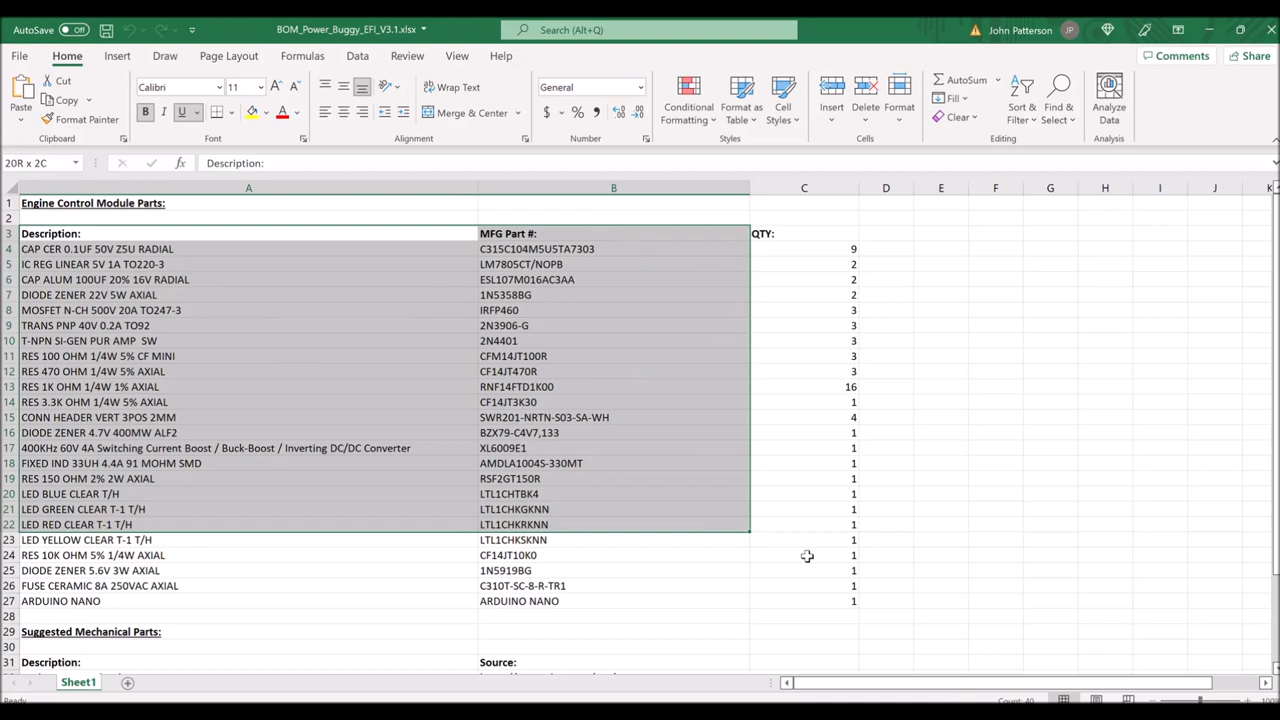 AutoSave Off BOM_Power_Buggy_EFI_V3.1.xlsx Search (Alt+Q) John Patterson JP
File Home Insert Draw Page Layout Formulas Data Review View Help Comments Share
Paste Cut Copy Format Painter Clipboard
Calibri 11 B I U Font
Wrap Text Merge & Center Alignment
General $ % Number
Conditional Formatting Format as Table Cell Styles Styles
Insert Delete Format Cells
AutoSum Fill Clear Sort & Filter Find & Select Editing
Analyze Data Analysis
20R x 2C fx Description:
A B C D E F G H I J K
1 Engine Control Module Parts:
2
3 Description: MFG Part #: QTY:
4 CAP CER 0.1UF 50V Z5U RADIAL C315C104M5U5TA7303 9
5 IC REG LINEAR 5V 1A TO220-3 LM7805CT/NOPB 2
6 CAP ALUM 100UF 20% 16V RADIAL ESL107M016AC3AA 2
7 DIODE ZENER 22V 5W AXIAL 1N5358BG 2
8 MOSFET N-CH 500V 20A TO247-3 IRFP460 3
9 TRANS PNP 40V 0.2A TO92 2N3906-G 3
10 T-NPN SI-GEN PUR AMP SW 2N4401 3
11 RES 100 OHM 1/4W 5% CF MINI CFM14JT100R 3
12 RES 470 OHM 1/4W 5% AXIAL CF14JT470R 3
13 RES 1K OHM 1/4W 1% AXIAL RNF14FTD1K00 16
14 RES 3.3K OHM 1/4W 5% AXIAL CF14JT3K30 1
15 CONN HEADER VERT 3POS 2MM SWR201-NRTN-S03-SA-WH 4
16 DIODE ZENER 4.7V 400MW ALF2 BZX79-C4V7,133 1
17 400KHz 60V 4A Switching Current Boost / Buck-Boost / Inverting DC/DC Converter XL6009E1 1
18 FIXED IND 33UH 4.4A 91 MOHM SMD AMDLA1004S-330MT 1
19 RES 150 OHM 2% 2W AXIAL RSF2GT150R 1
20 LED BLUE CLEAR T/H LTL1CHTBK4 1
21 LED GREEN CLEAR T-1 T/H LTL1CHKGKNN 1
22 LED RED CLEAR T-1 T/H LTL1CHKRKNN 1
23 LED YELLOW CLEAR T-1 T/H LTL1CHKSKNN 1
24 RES 10K OHM 5% 1/4W AXIAL CF14JT10K0 1
25 DIODE ZENER 5.6V 3W AXIAL 1N5919BG 1
26 FUSE CERAMIC 8A 250VAC AXIAL C310T-SC-8-R-TR1 1
27 ARDUINO NANO ARDUINO NANO 1
28
29 Suggested Mechanical Parts:
30
31 Description: Source:
Sheet1
Ready Count: 40 100%